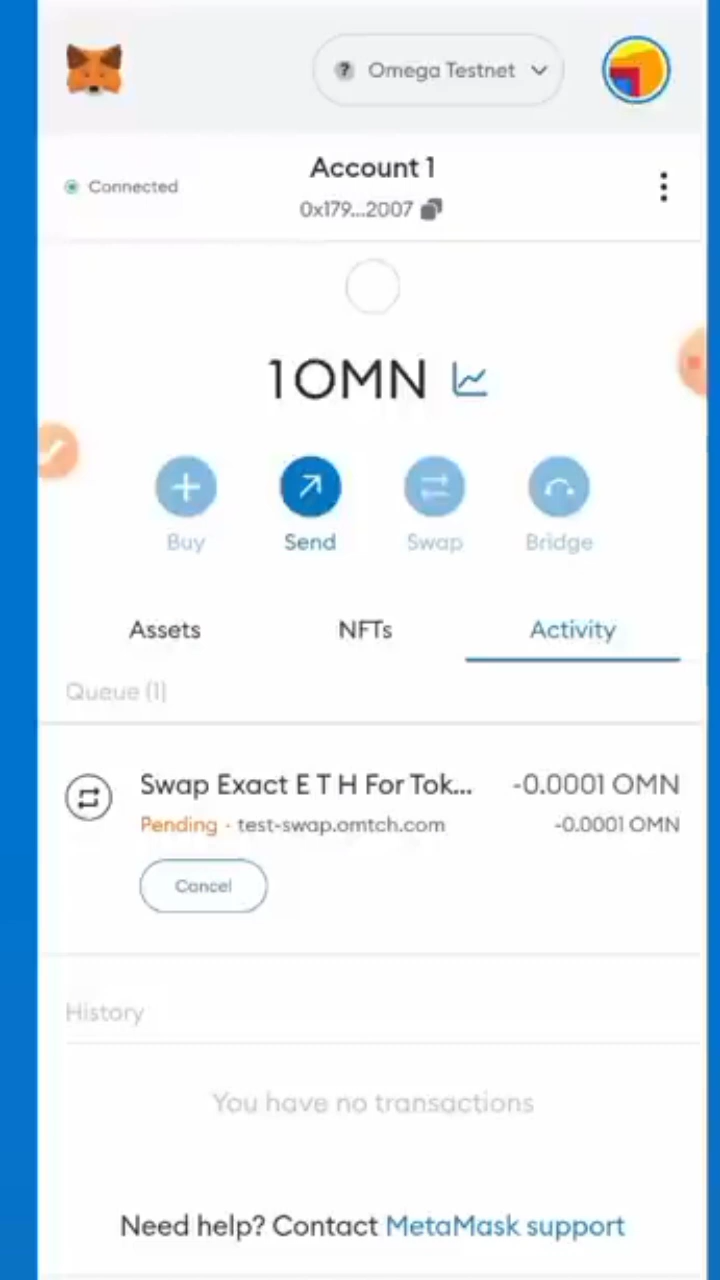 ? Omega Testnet
Connected
Account 1
0x179...2007
1 OMN
Buy Send Swap Bridge
Assets NFTs Activity
Queue (1)
Swap Exact E T H For Tok... -0.0001 OMN
Pending · test-swap.omtch.com -0.0001 OMN
Cancel
History
You have no transactions
Need help? Contact MetaMask support